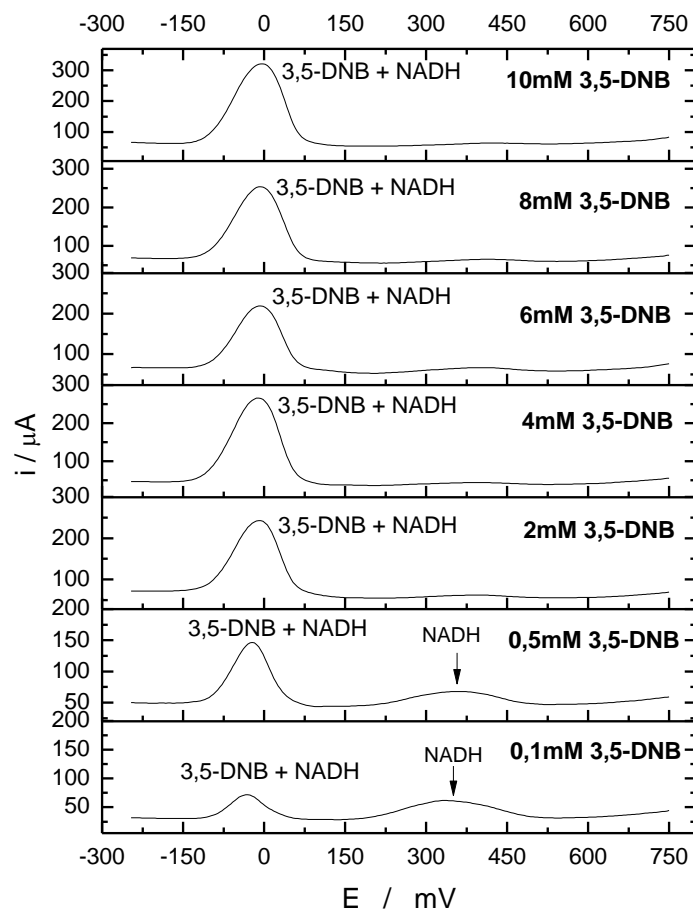 -300 -150 0 150 300 450 600 750
300
3,5-DNB + NADH
10mM 3,5-DNB
200
100
300
3,5-DNB + NADH
8mM 3,5-DNB
200
100
300
3,5-DNB + NADH
6mM 3,5-DNB
200
100
300
3,5-DNB + NADH
4mM 3,5-DNB
200
100
300
3,5-DNB + NADH
2mM 3,5-DNB
200
100
200
3,5-DNB + NADH
NADH
0,5mM 3,5-DNB
150
100
50
200
3,5-DNB + NADH
NADH
0,1mM 3,5-DNB
150
100
50
i / μA
-300 -150 0 150 300 450 600 750
E / mV